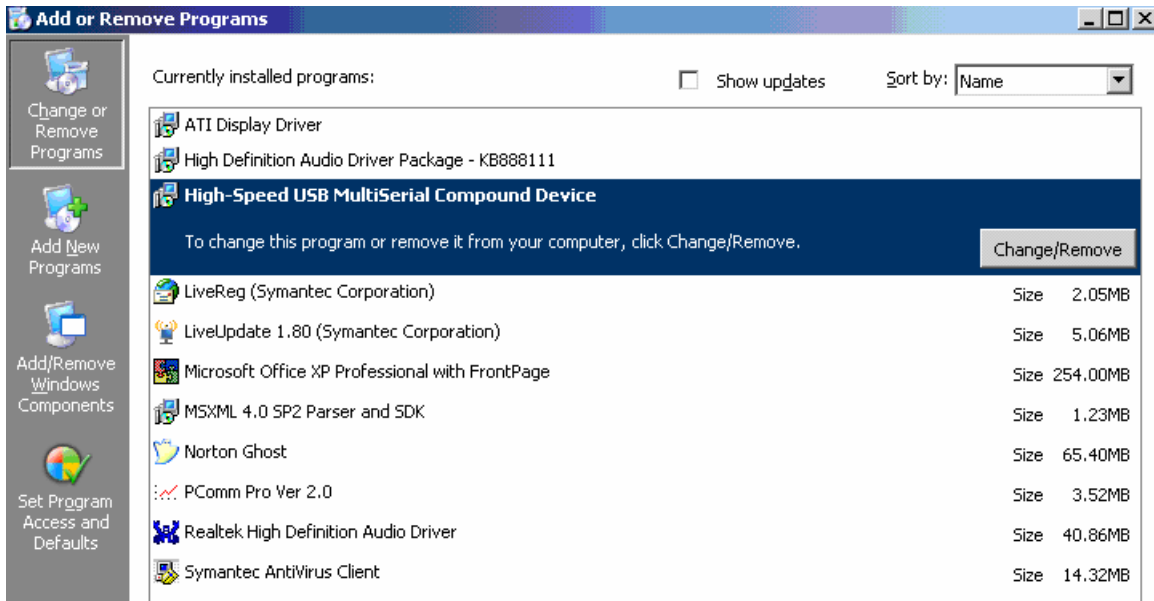 Add or Remove Programs
Change or
Remove
Programs
Add New
Programs
Add/Remove
Windows
Components
Set Program
Access and
Defaults
Currently installed programs:
Show updates
Sort by: Name
ATI Display Driver
High Definition Audio Driver Package - KB888111
High-Speed USB MultiSerial Compound Device
To change this program or remove it from your computer, click Change/Remove.
Change/Remove
LiveReg (Symantec Corporation) Size 2.05MB
LiveUpdate 1.80 (Symantec Corporation) Size 5.06MB
Microsoft Office XP Professional with FrontPage Size 254.00MB
MSXML 4.0 SP2 Parser and SDK Size 1.23MB
Norton Ghost Size 65.40MB
PComm Pro Ver 2.0 Size 3.52MB
Realtek High Definition Audio Driver Size 40.86MB
Symantec AntiVirus Client Size 14.32MB